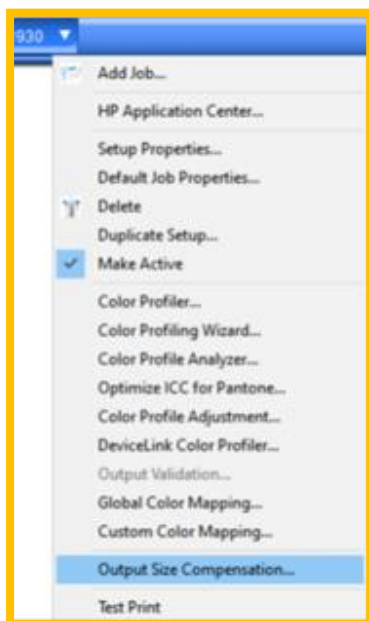 930
Add Job...
HP Application Center...
Setup Properties...
Default Job Properties...
Delete
Duplicate Setup...
Make Active
Color Profiler...
Color Profiling Wizard...
Color Profile Analyzer...
Optimize ICC for Pantone...
Color Profile Adjustment...
DeviceLink Color Profiler...
Output Validation...
Global Color Mapping...
Custom Color Mapping...
Output Size Compensation...
Test Print